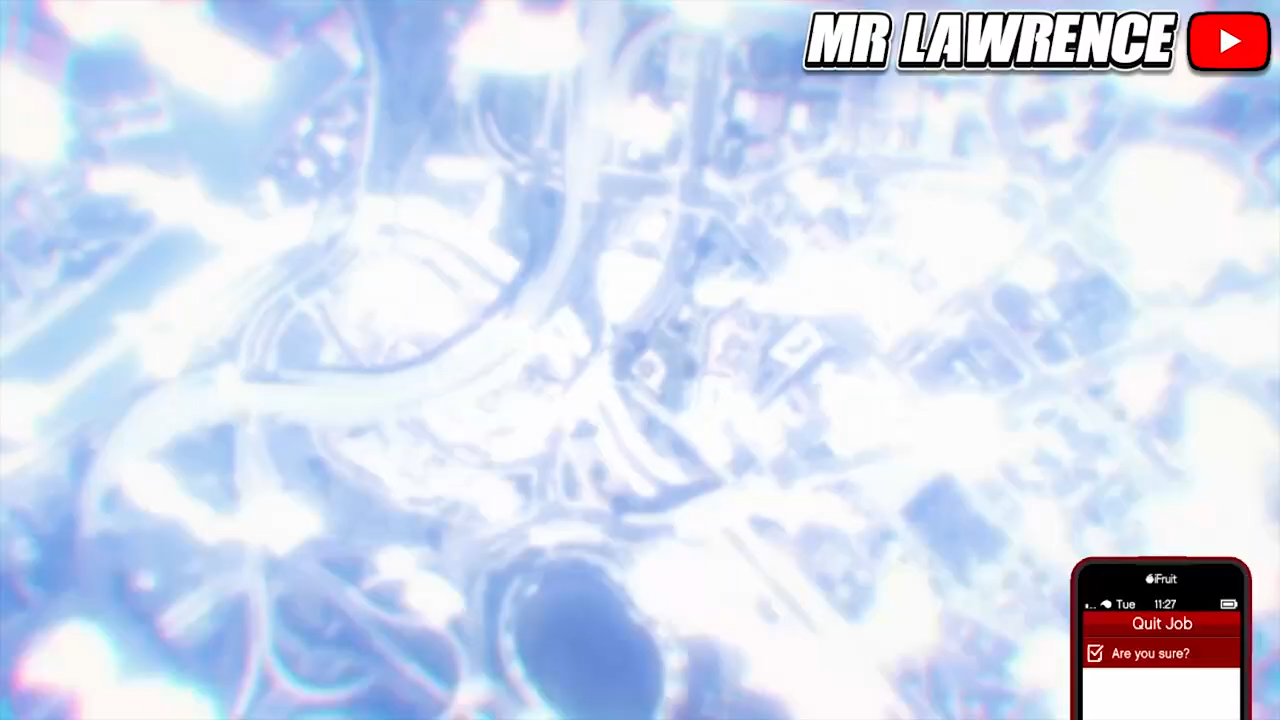 MR LAWRENCE
iFruit
Tue 11:27
Quit Job
Are you sure?